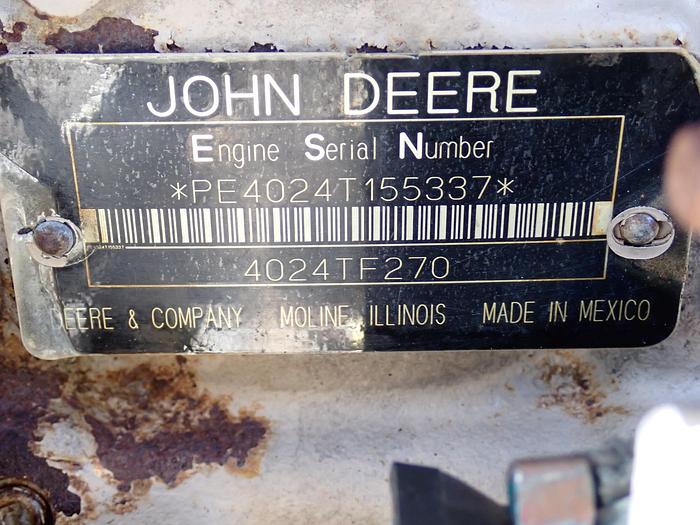 JOHN DEERE
Engine Serial Number
*PE4024T155337*
4024TF270
DEERE & COMPANY MOLINE, ILLINOIS MADE IN MEXICO